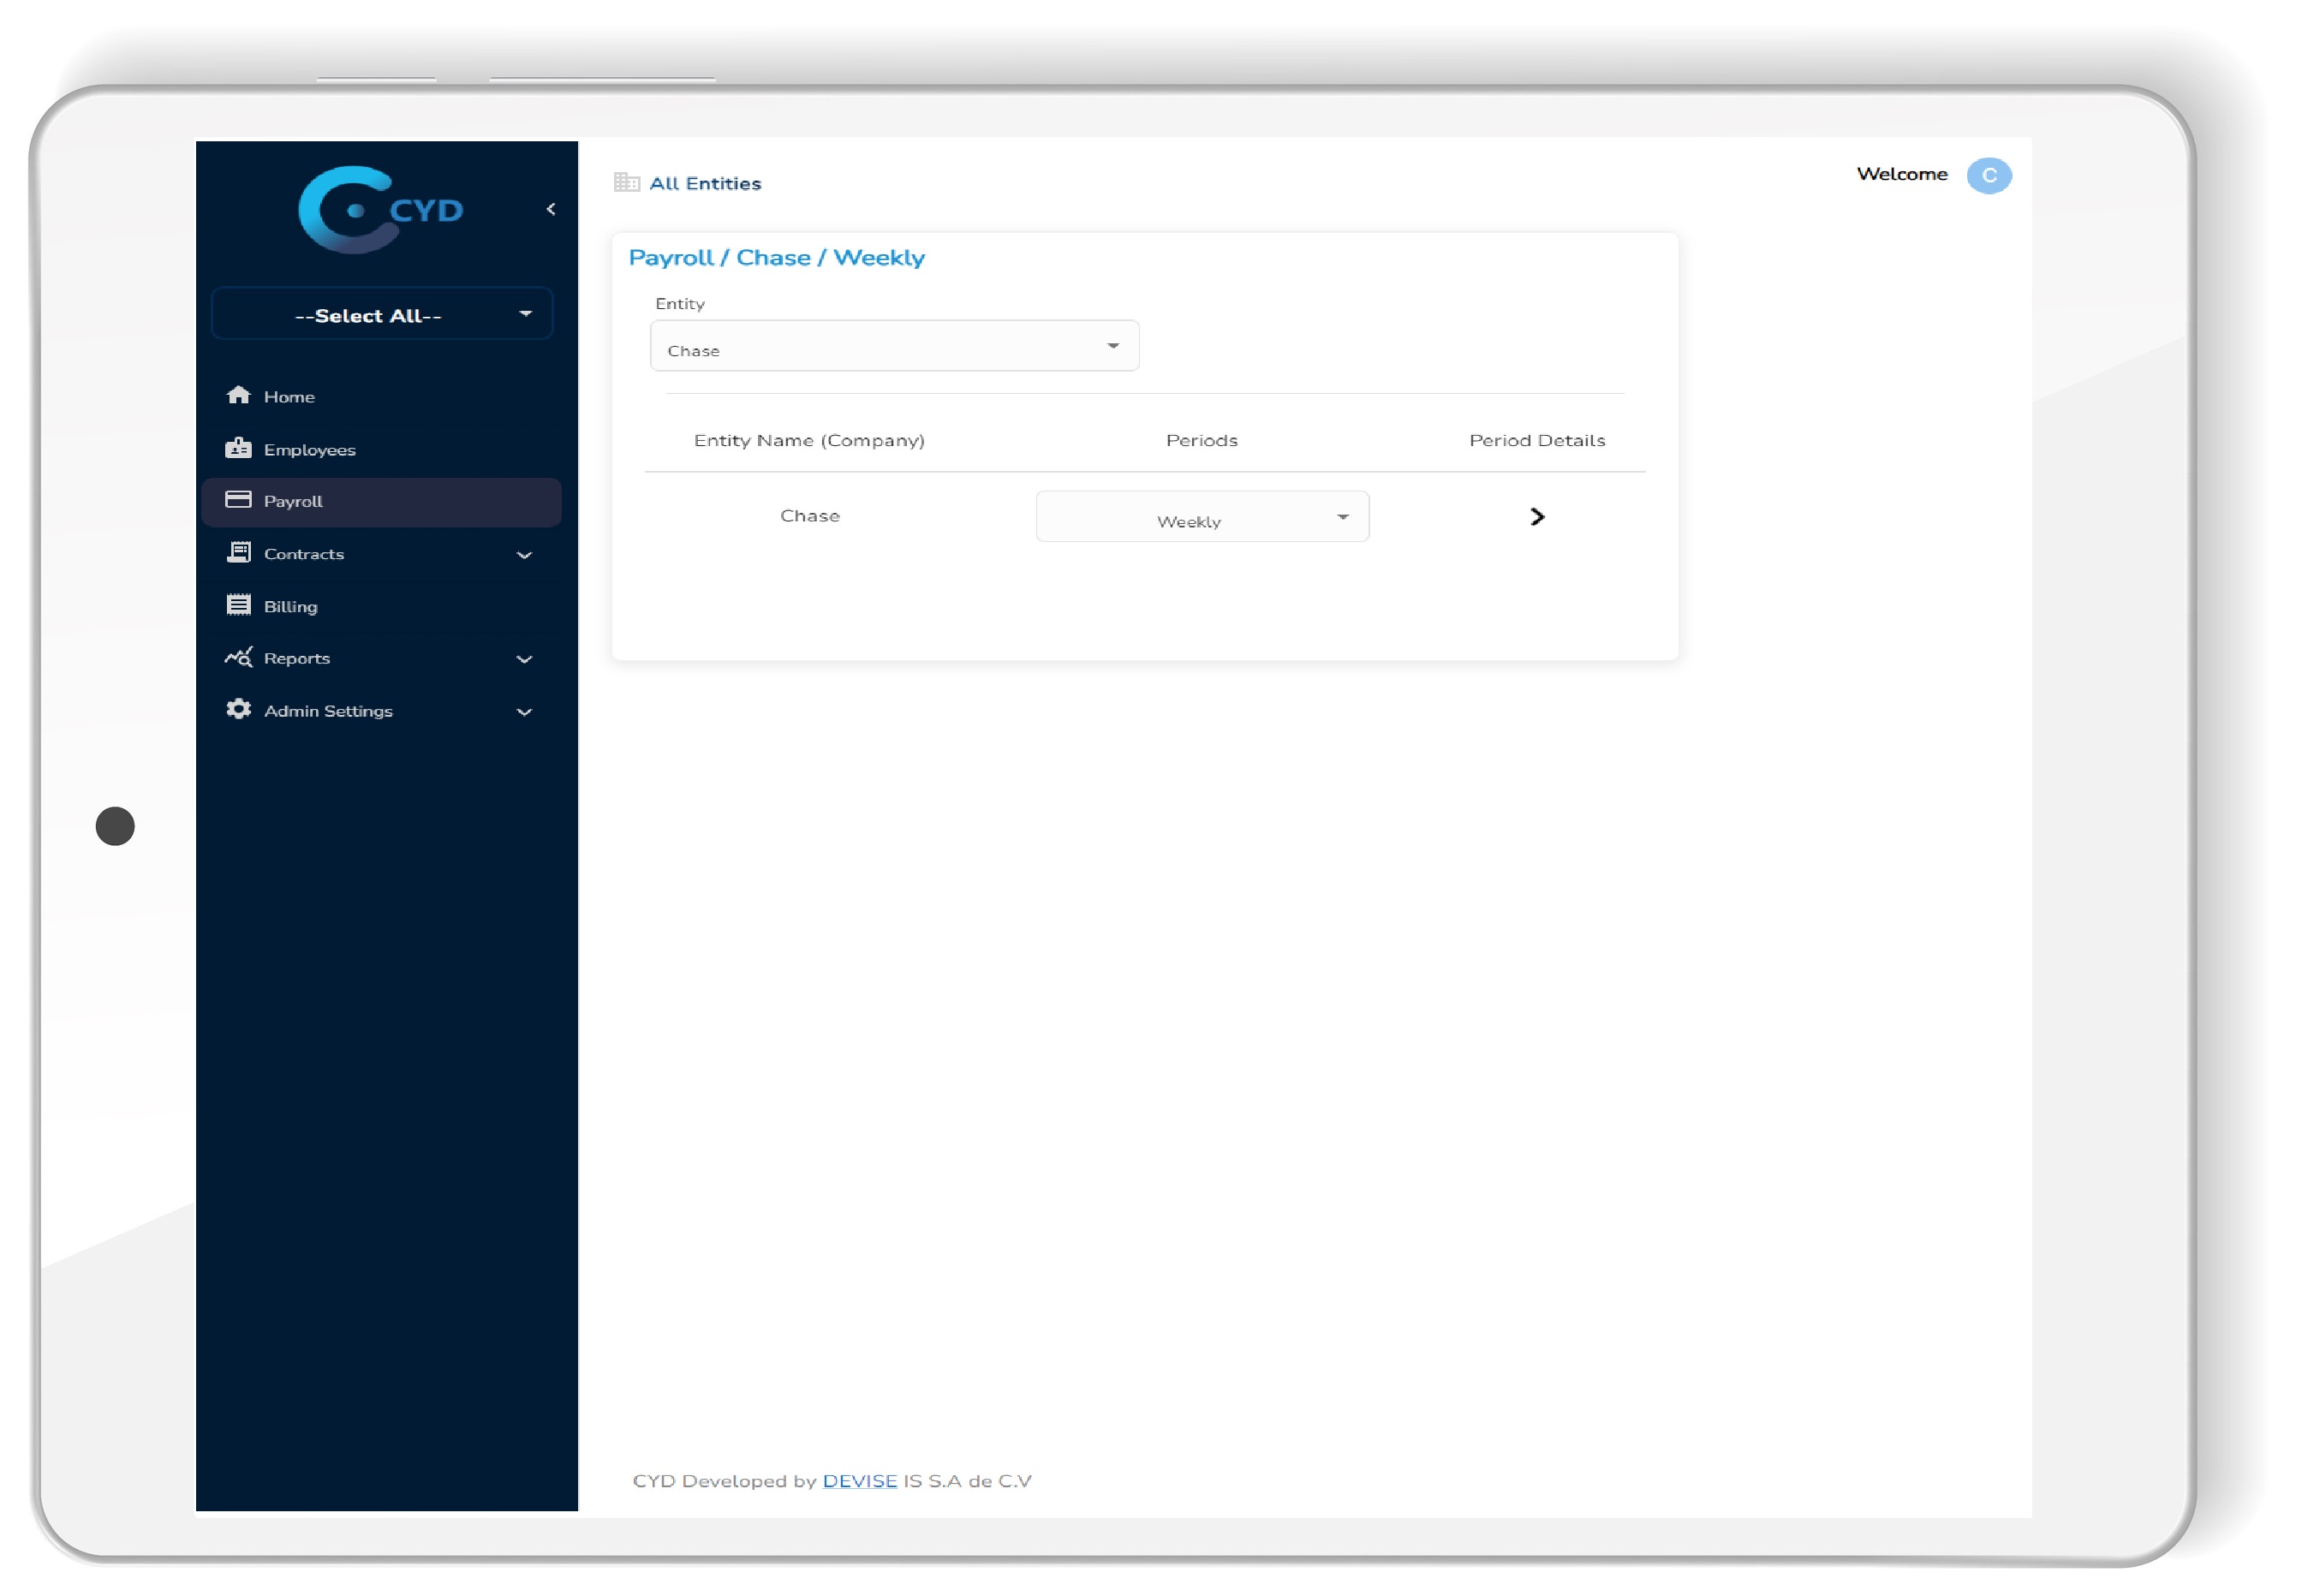 CYD
--Select All--
Home
Employees
Payroll
Contracts
Billing
Reports
Admin Settings
All Entities
Welcome C
Payroll / Chase / Weekly
Entity
Chase
Entity Name (Company) Periods Period Details
Chase Weekly
CYD Developed by DEVISE IS S.A de C.V